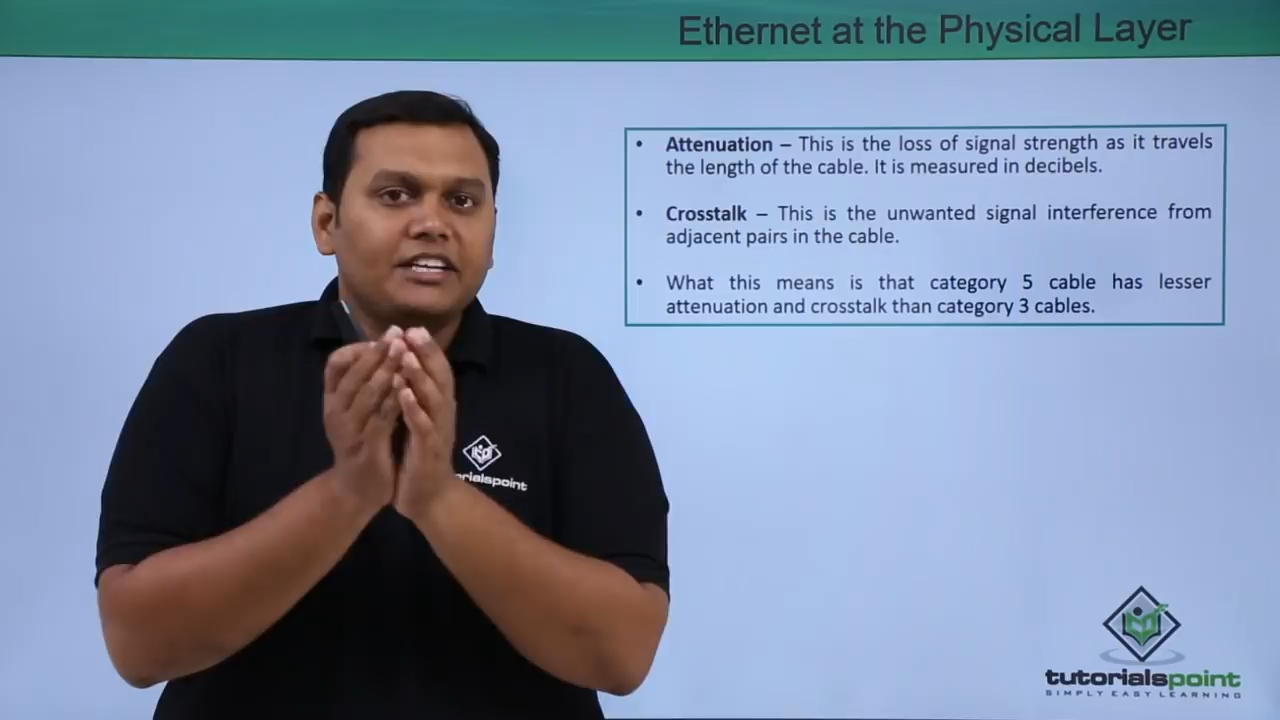 Ethernet at the Physical Layer
• Attenuation – This is the loss of signal strength as it travels
the length of the cable. It is measured in decibels.
• Crosstalk – This is the unwanted signal interference from
adjacent pairs in the cable.
• What this means is that category 5 cable has lesser
attenuation and crosstalk than category 3 cables.
rialspoint
tutorialspoint
SIMPLY EASY LEARNING